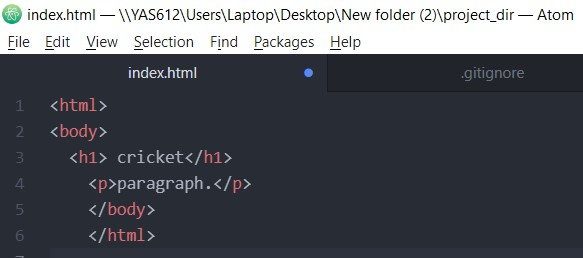 index.html — \\YAS612\Users\Laptop\Desktop\New folder (2)\project_dir — Atom
File Edit View Selection Find Packages Help
index.html .gitignore
1 <html>
2 <body>
3 <h1> cricket</h1>
4 <p>paragraph.</p>
5 </body>
6 </html>
7